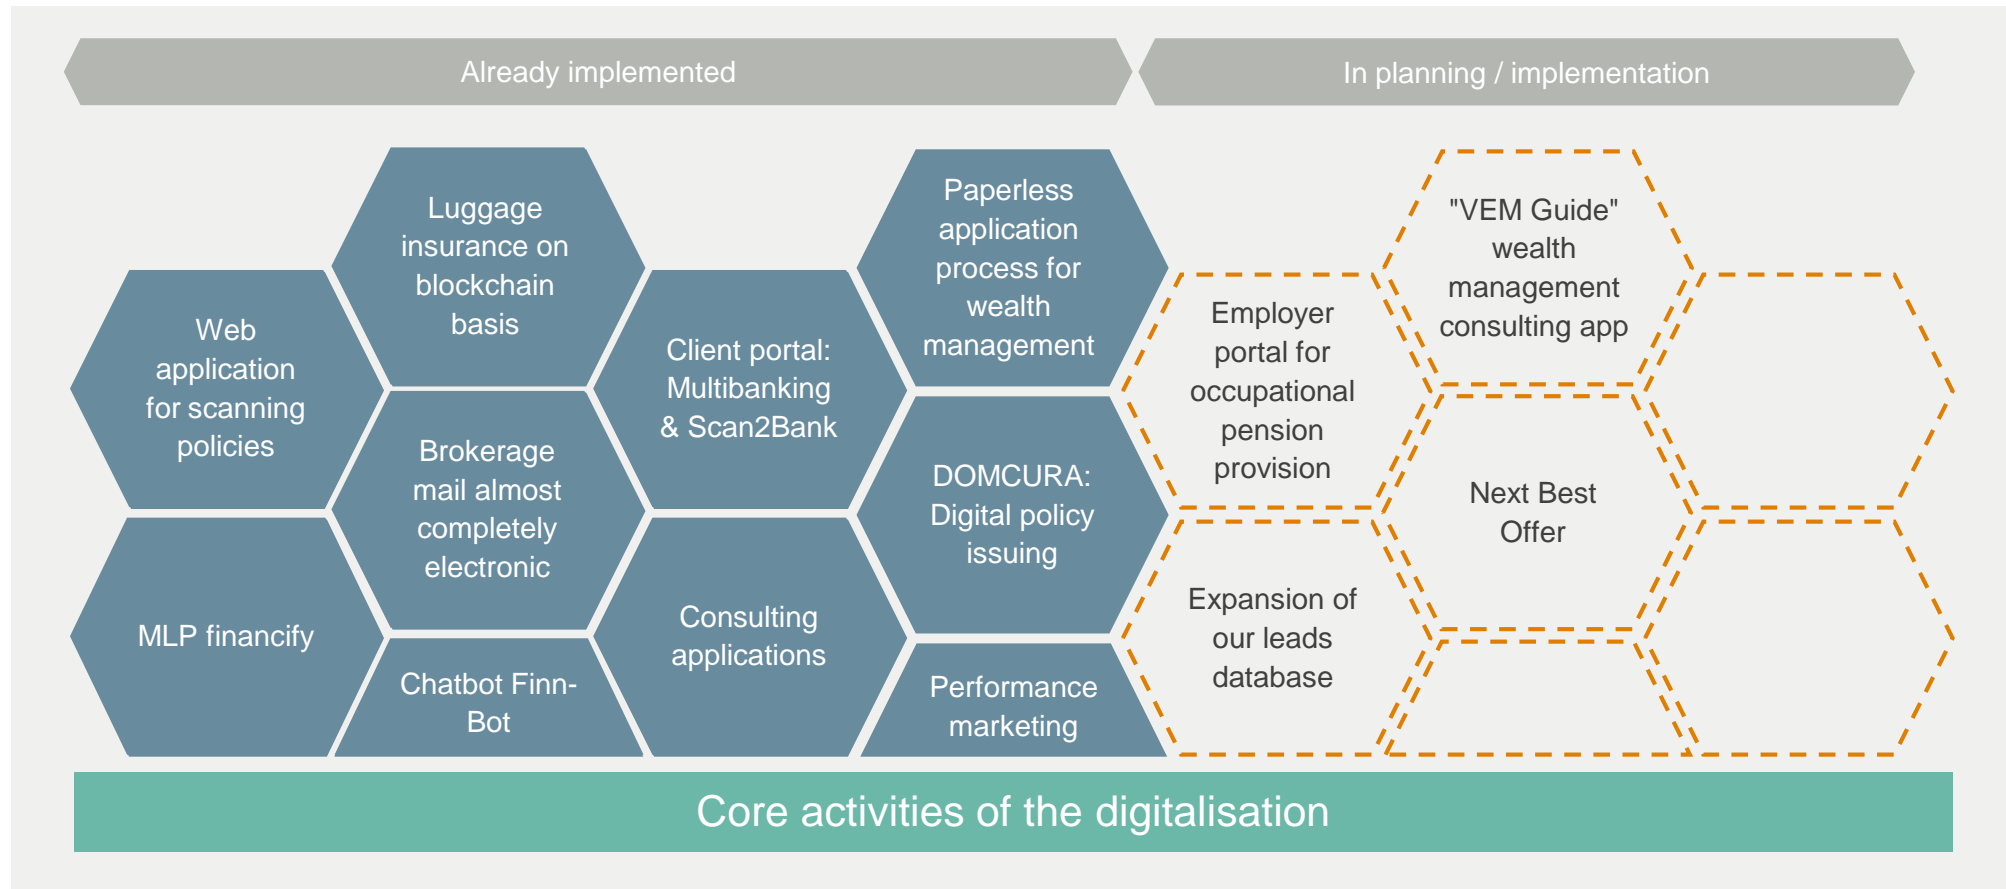 Already implemented
In planning / implementation
Web
application
for scanning
policies
MLP financify
Luggage
insurance on
blockchain
basis
Brokerage
mail almost
completely
electronic
Chatbot Finn-
Bot
Client portal:
Multibanking
& Scan2Bank
Consulting
applications
Paperless
application
process for
wealth
management
DOMCURA:
Digital policy
issuing
Performance
marketing
Employer
portal for
occupational
pension
provision
Expansion of
our leads
database
"VEM Guide"
wealth
management
consulting app
Next Best
Offer
Core activities of the digitalisation